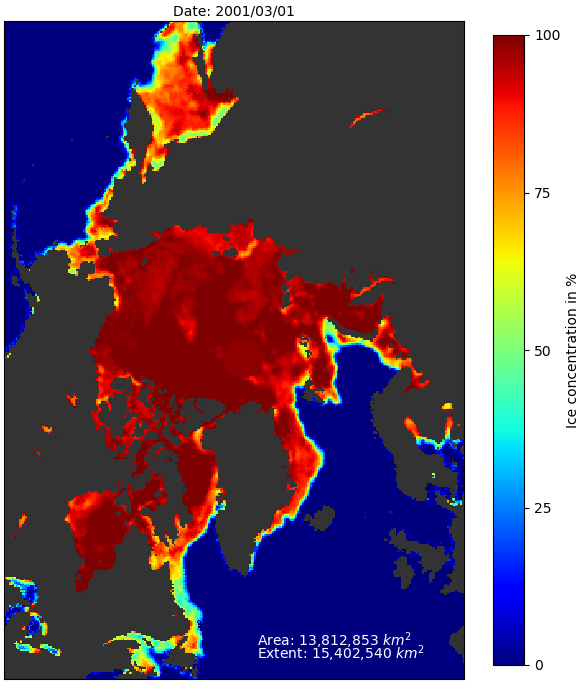 Date: 2001/03/01
100
75
50
25
0
Ice concentration in %
Area: 13,812,853 km²
Extent: 15,402,540 km²